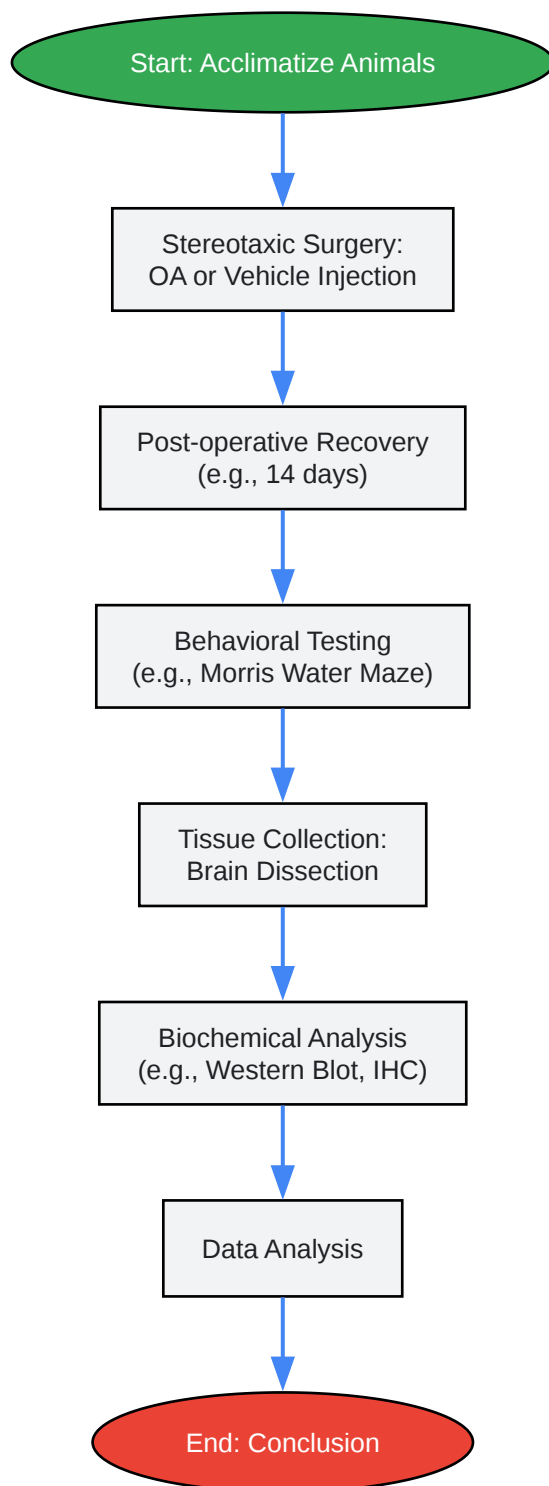 Start: Acclimatize Animals
Stereotaxic Surgery:
OA or Vehicle Injection
Post-operative Recovery
(e.g., 14 days)
Behavioral Testing
(e.g., Morris Water Maze)
Tissue Collection:
Brain Dissection
Biochemical Analysis
(e.g., Western Blot, IHC)
Data Analysis
End: Conclusion